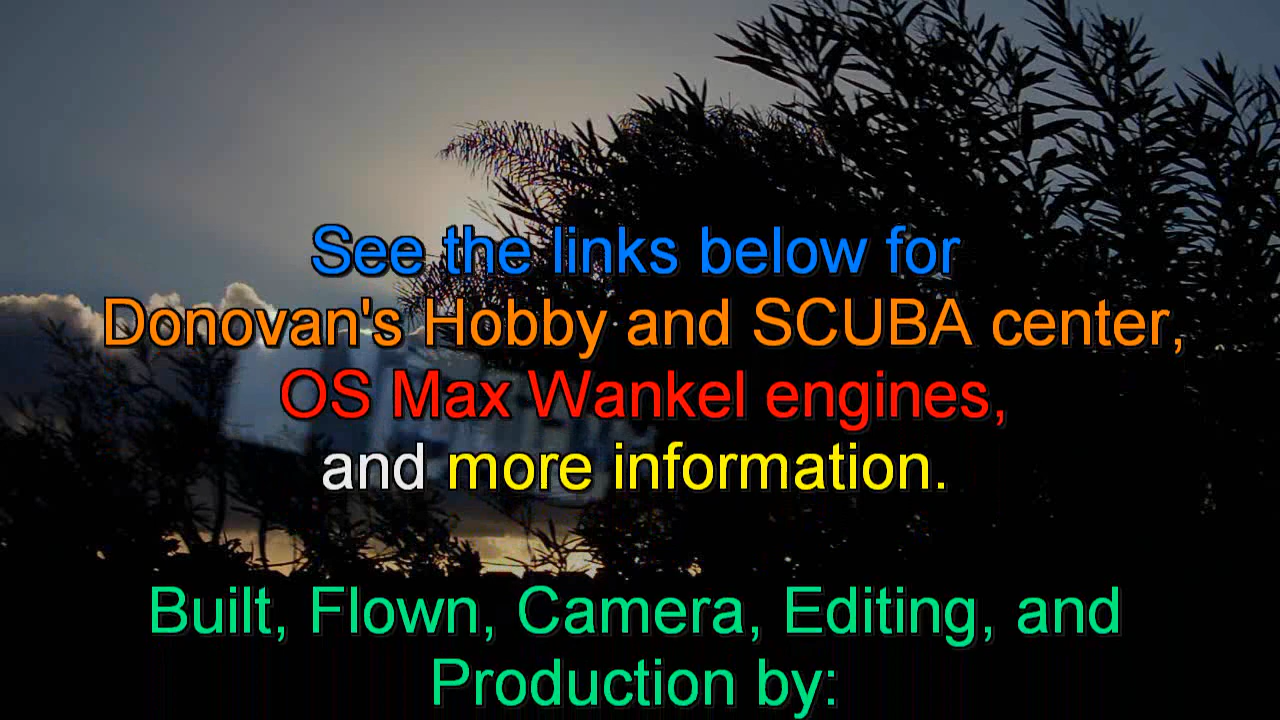 See the links below for
Donovan's Hobby and SCUBA center,
OS Max Wankel engines,
and more information.
Built, Flown, Camera, Editing, and
Production by: